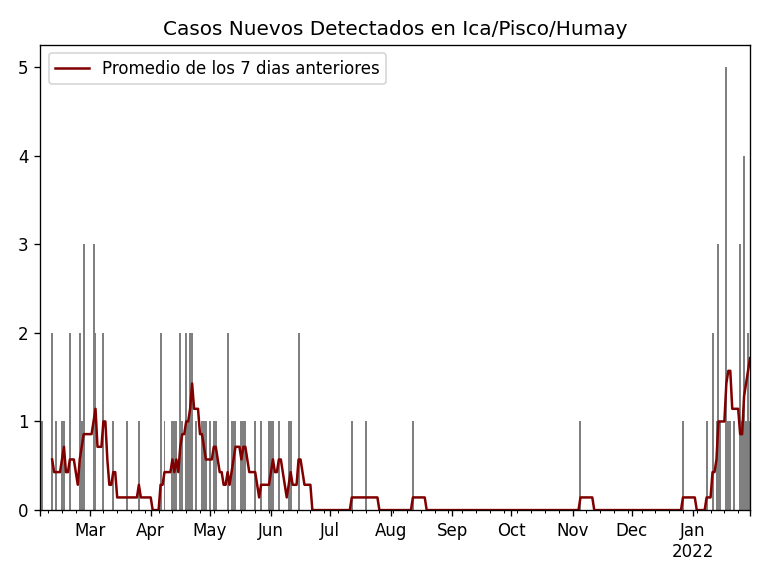 Casos Nuevos Detectados en Ica/Pisco/Humay
Promedio de los 7 dias anteriores
5
4
3
2
1
0
Mar Apr May Jun Jul Aug Sep Oct Nov Dec Jan
2022